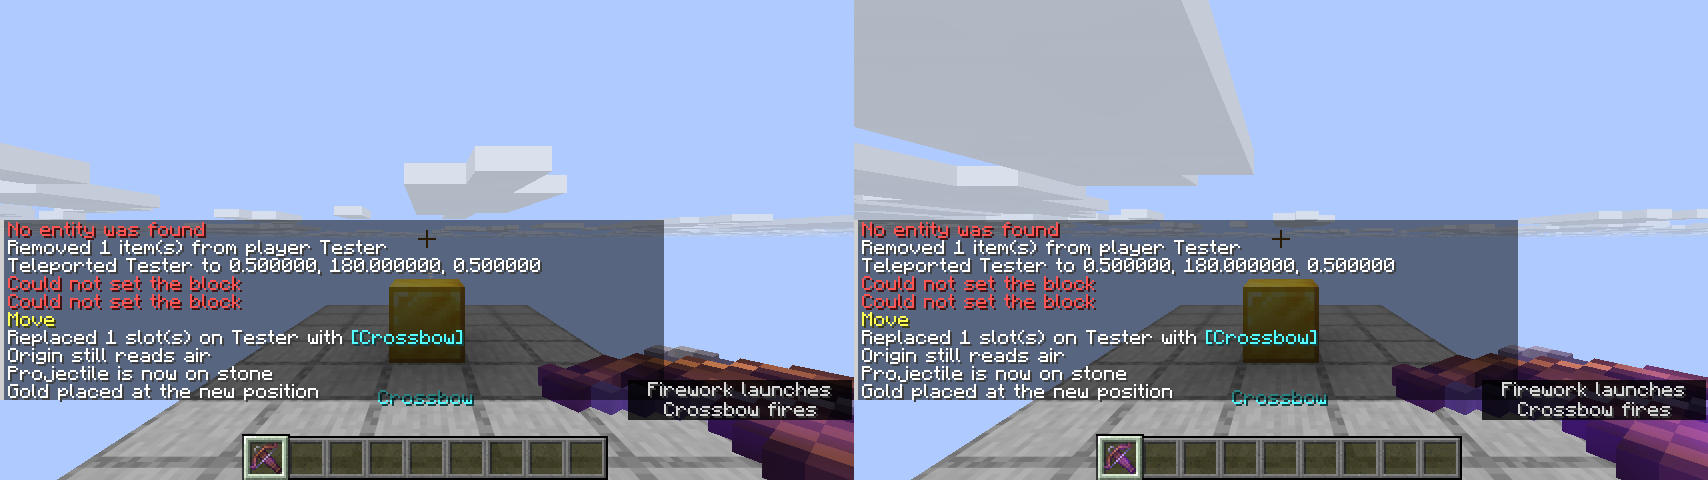 No entity was found
Removed 1 item(s) from player Tester
Teleported Tester to 0.500000, 180.000000, 0.500000
Could not set the block
Could not set the block
Move
Replaced 1 slot(s) on Tester with [Crossbow]
Origin still reads air
Projectile is now on stone
Gold placed at the new position
Crossbow
Firework launches
Crossbow fires
No entity was found
Removed 1 item(s) from player Tester
Teleported Tester to 0.500000, 180.000000, 0.500000
Could not set the block
Could not set the block
Move
Replaced 1 slot(s) on Tester with [Crossbow]
Origin still reads air
Projectile is now on stone
Gold placed at the new position
Crossbow
Firework launches
Crossbow fires